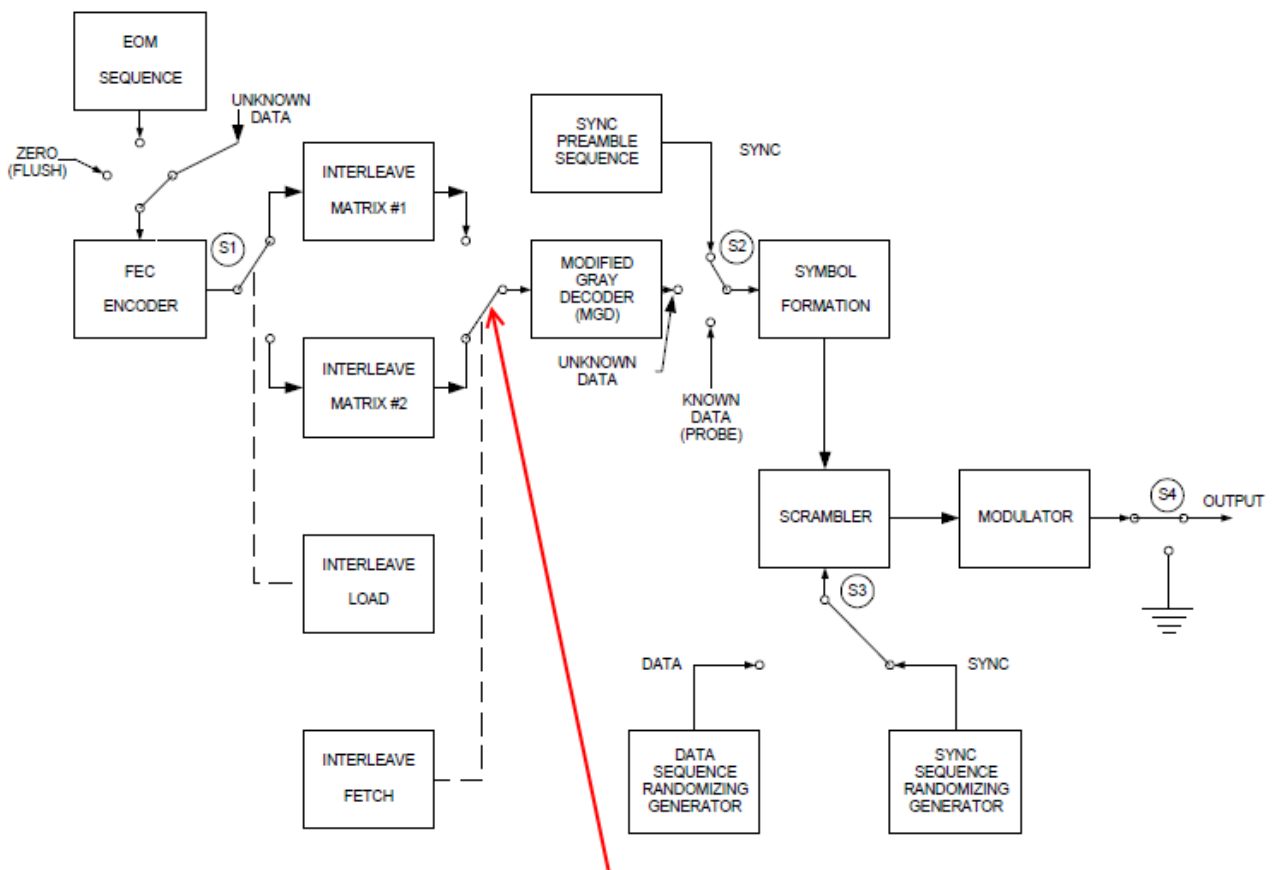 EOM
SEQUENCE
UNKNOWN
DATA
ZERO
(FLUSH)
FEC
ENCODER
S1
INTERLEAVE
MATRIX #1
INTERLEAVE
MATRIX #2
INTERLEAVE
LOAD
INTERLEAVE
FETCH
SYNC
PREAMBLE
SEQUENCE
SYNC
MODIFIED
GRAY
DECODER
(MGD)
UNKNOWN
DATA
S2
KNOWN
DATA
(PROBE)
SYMBOL
FORMATION
SCRAMBLER
MODULATOR
S4
OUTPUT
S3
DATA
SYNC
DATA
SEQUENCE
RANDOMIZING
GENERATOR
SYNC
SEQUENCE
RANDOMIZING
GENERATOR